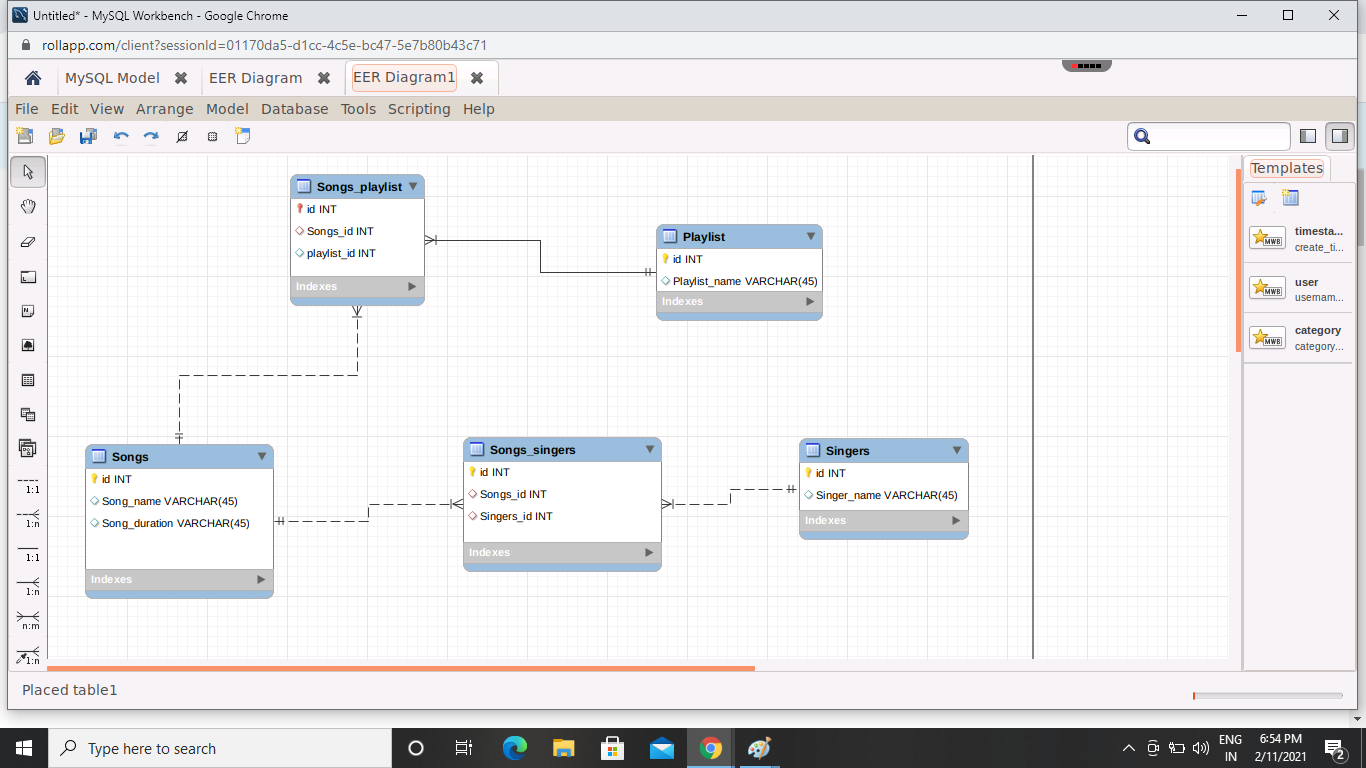 Untitled* - MySQL Workbench - Google Chrome
rollapp.com/client?sessionId=01170da5-d1cc-4c5e-bc47-5e7b80b43c71
MySQL Model
EER Diagram
EER Diagram1
File Edit View Arrange Model Database Tools Scripting Help
Templates
timesta...
create_ti...
user
usernam...
category
category...
Songs_playlist
id INT
Songs_id INT
playlist_id INT
Indexes
Playlist
id INT
Playlist_name VARCHAR(45)
Indexes
Songs
id INT
Song_name VARCHAR(45)
Song_duration VARCHAR(45)
Indexes
Songs_singers
id INT
Songs_id INT
Singers_id INT
Indexes
Singers
id INT
Singer_name VARCHAR(45)
Indexes
1:1
1:n
1:1
1:n
n:m
1:n
MWB
MWB
MWB
Placed table1
Type here to search
ENG
IN
6:54 PM
2/11/2021
2